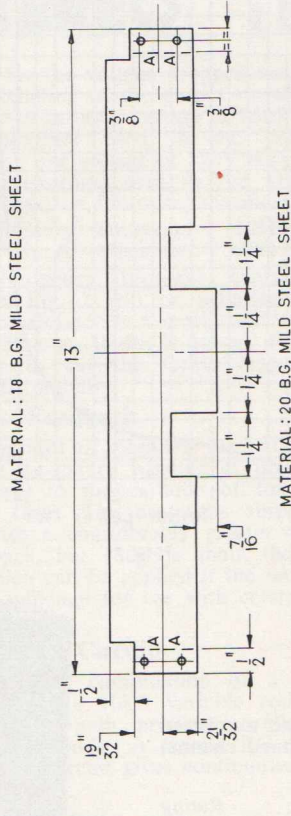 MATERIAL: 18 B.G. MILD STEEL SHEET
13"
1/2"
19/32"
21/32"
A
A
1/2"
3/8"
3/8"
A
A
7/16"
1 1/4"
1 1/4"
1 1/4"
1 1/4"
MATERIAL: 20 B.G. MILD STEEL SHEET